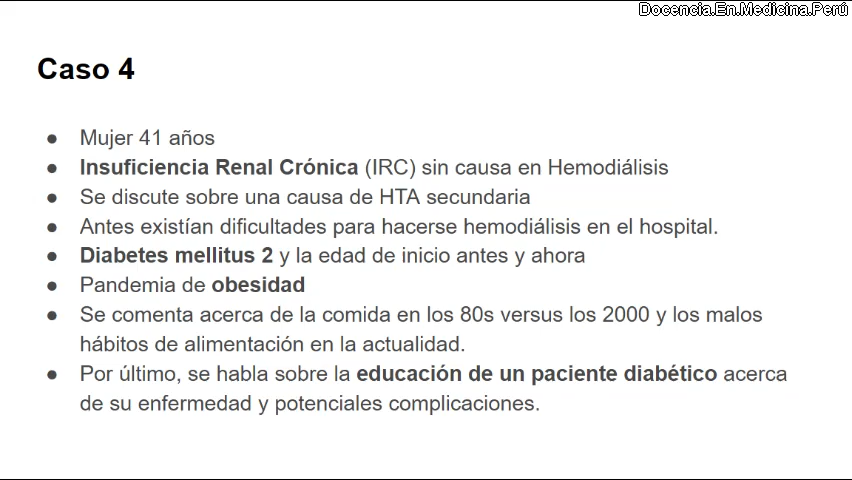 Docencia.En.Medicina.Perú
Caso 4
● Mujer 41 años
● Insuficiencia Renal Crónica (IRC) sin causa en Hemodiálisis
● Se discute sobre una causa de HTA secundaria
● Antes existían dificultades para hacerse hemodiálisis en el hospital.
● Diabetes mellitus 2 y la edad de inicio antes y ahora
● Pandemia de obesidad
● Se comenta acerca de la comida en los 80s versus los 2000 y los malos
hábitos de alimentación en la actualidad.
● Por último, se habla sobre la educación de un paciente diabético acerca
de su enfermedad y potenciales complicaciones.